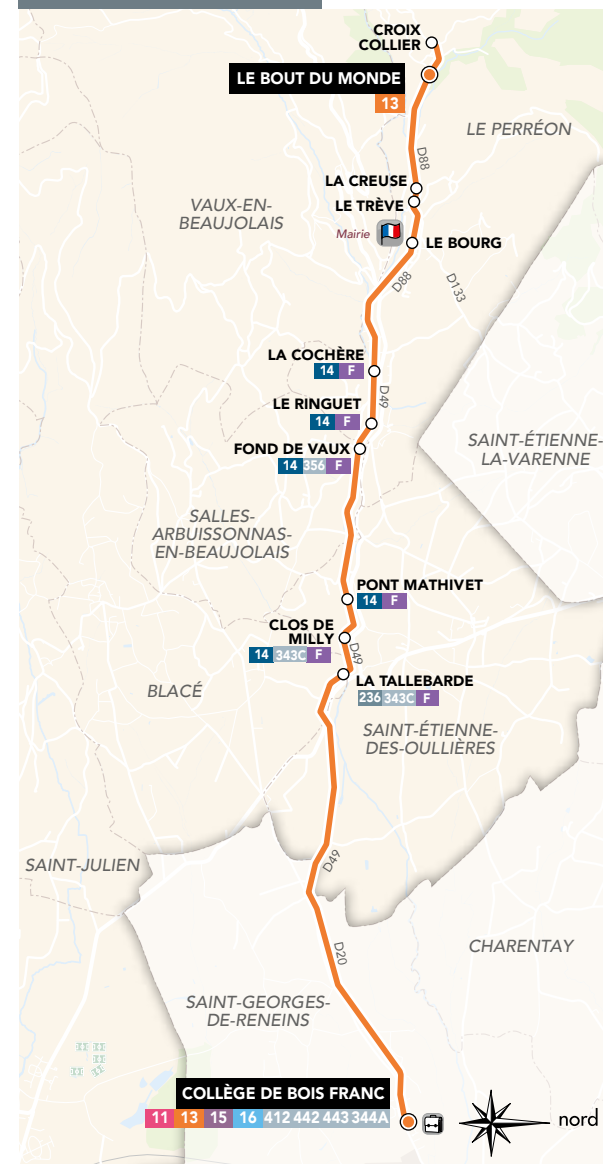 CROIX
COLLIER
LE BOUT DU MONDE
13
LE PERRÉON
D88
LA CREUSE
VAUX-EN-
BEAUJOLAIS
LE TRÈVE
Mairie
LE BOURG
D88
D133
LA COCHÈRE
14 F
D49
LE RINGUET
14 F
FOND DE VAUX
14 356 F
SAINT-ÉTIENNE-
LA-VARENNE
SALLES-
ARBUISSONNAS-
EN-BEAUJOLAIS
PONT MATHIVET
14 F
CLOS DE
MILLY
14 343C F
D49
LA TALLEBARDE
236 343C F
BLACÉ
SAINT-ÉTIENNE-
DES-OULLIÈRES
D49
SAINT-JULIEN
D20
CHARENTAY
SAINT-GEORGES-
DE-RENEINS
COLLÈGE DE BOIS FRANC
11 13 15 16 412 442 443 344A
nord